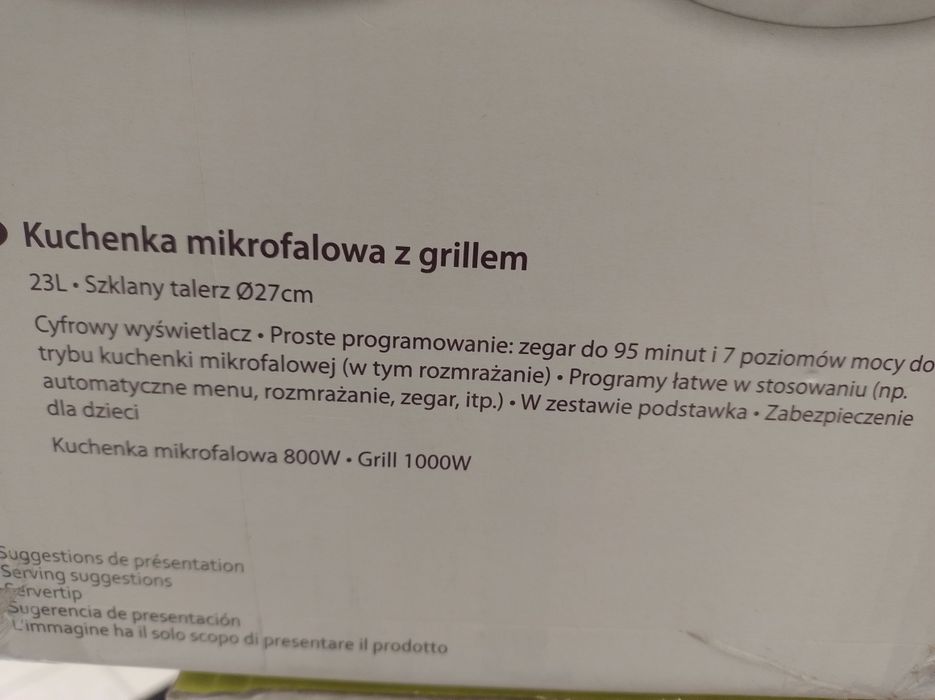 Kuchenka mikrofalowa z grillem
23L • Szklany talerz Ø27cm
Cyfrowy wyświetlacz • Proste programowanie: zegar do 95 minut i 7 poziomów mocy do
trybu kuchenki mikrofalowej (w tym rozmrażanie) • Programy łatwe w stosowaniu (np.
automatyczne menu, rozmrażanie, zegar, itp.) • W zestawie podstawka • Zabezpieczenie
dla dzieci
Kuchenka mikrofalowa 800W • Grill 1000W
Suggestions de présentation
Serving suggestions
Servertip
Sugerencia de presentación
L'immagine ha il solo scopo di presentare il prodotto